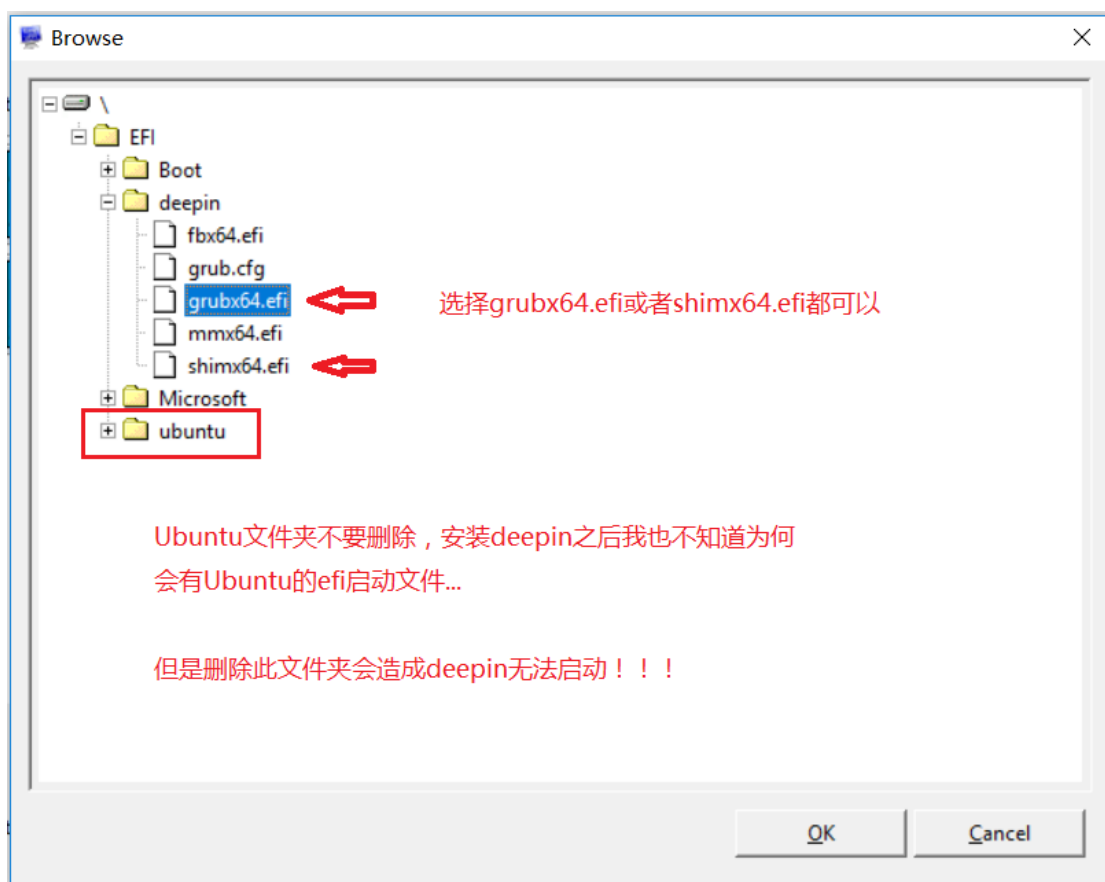 Browse
\
EFI
Boot
deepin
fbx64.efi
grub.cfg
grubx64.efi
选择grubx64.efi或者shimx64.efi都可以
mmx64.efi
shimx64.efi
Microsoft
ubuntu
Ubuntu文件夹不要删除，安装deepin之后我也不知道为何
会有Ubuntu的efi启动文件...
但是删除此文件夹会造成deepin无法启动！！！
OK
Cancel